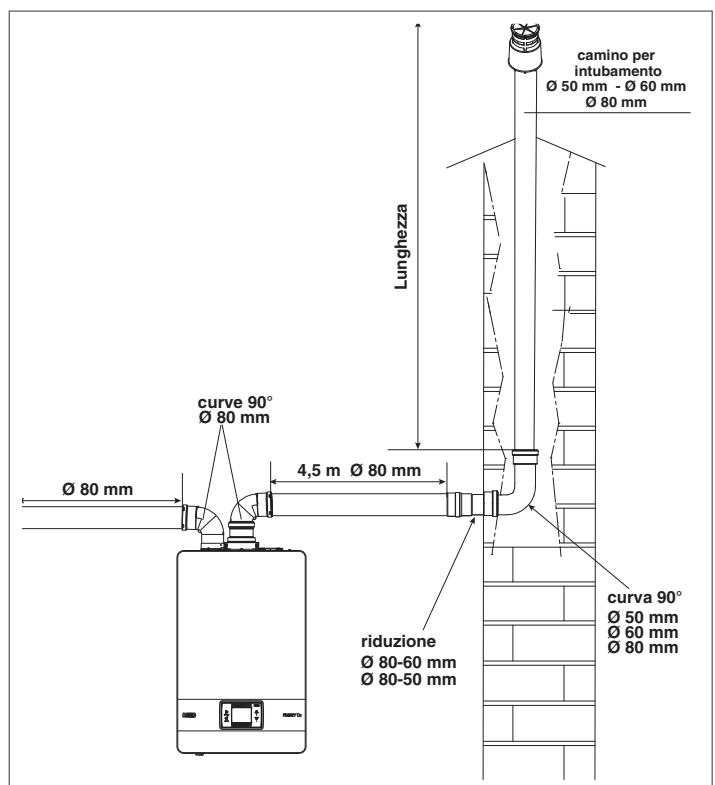 camino per
intubamento
Ø 50 mm - Ø 60 mm
Ø 80 mm
Lunghezza
curve 90°
Ø 80 mm
4,5 m Ø 80 mm
Ø 80 mm
curva 90°
Ø 50 mm
Ø 60 mm
Ø 80 mm
riduzione
Ø 80-60 mm
Ø 80-50 mm